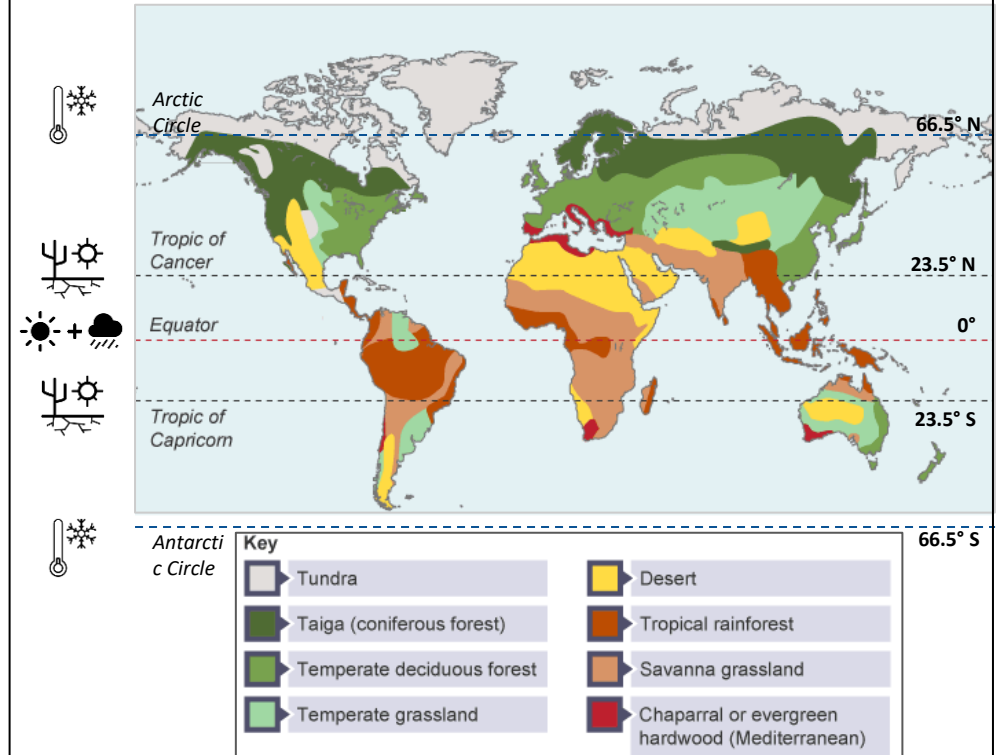 Arctic
Circle
66.5° N
Tropic of
Cancer
23.5° N
Equator
0°
Tropic of
Capricorn
23.5° S
Antarcti
c Circle
66.5° S
Key
Tundra
Desert
Taiga (coniferous forest)
Tropical rainforest
Temperate deciduous forest
Savanna grassland
Temperate grassland
Chaparral or evergreen
hardwood (Mediterranean)